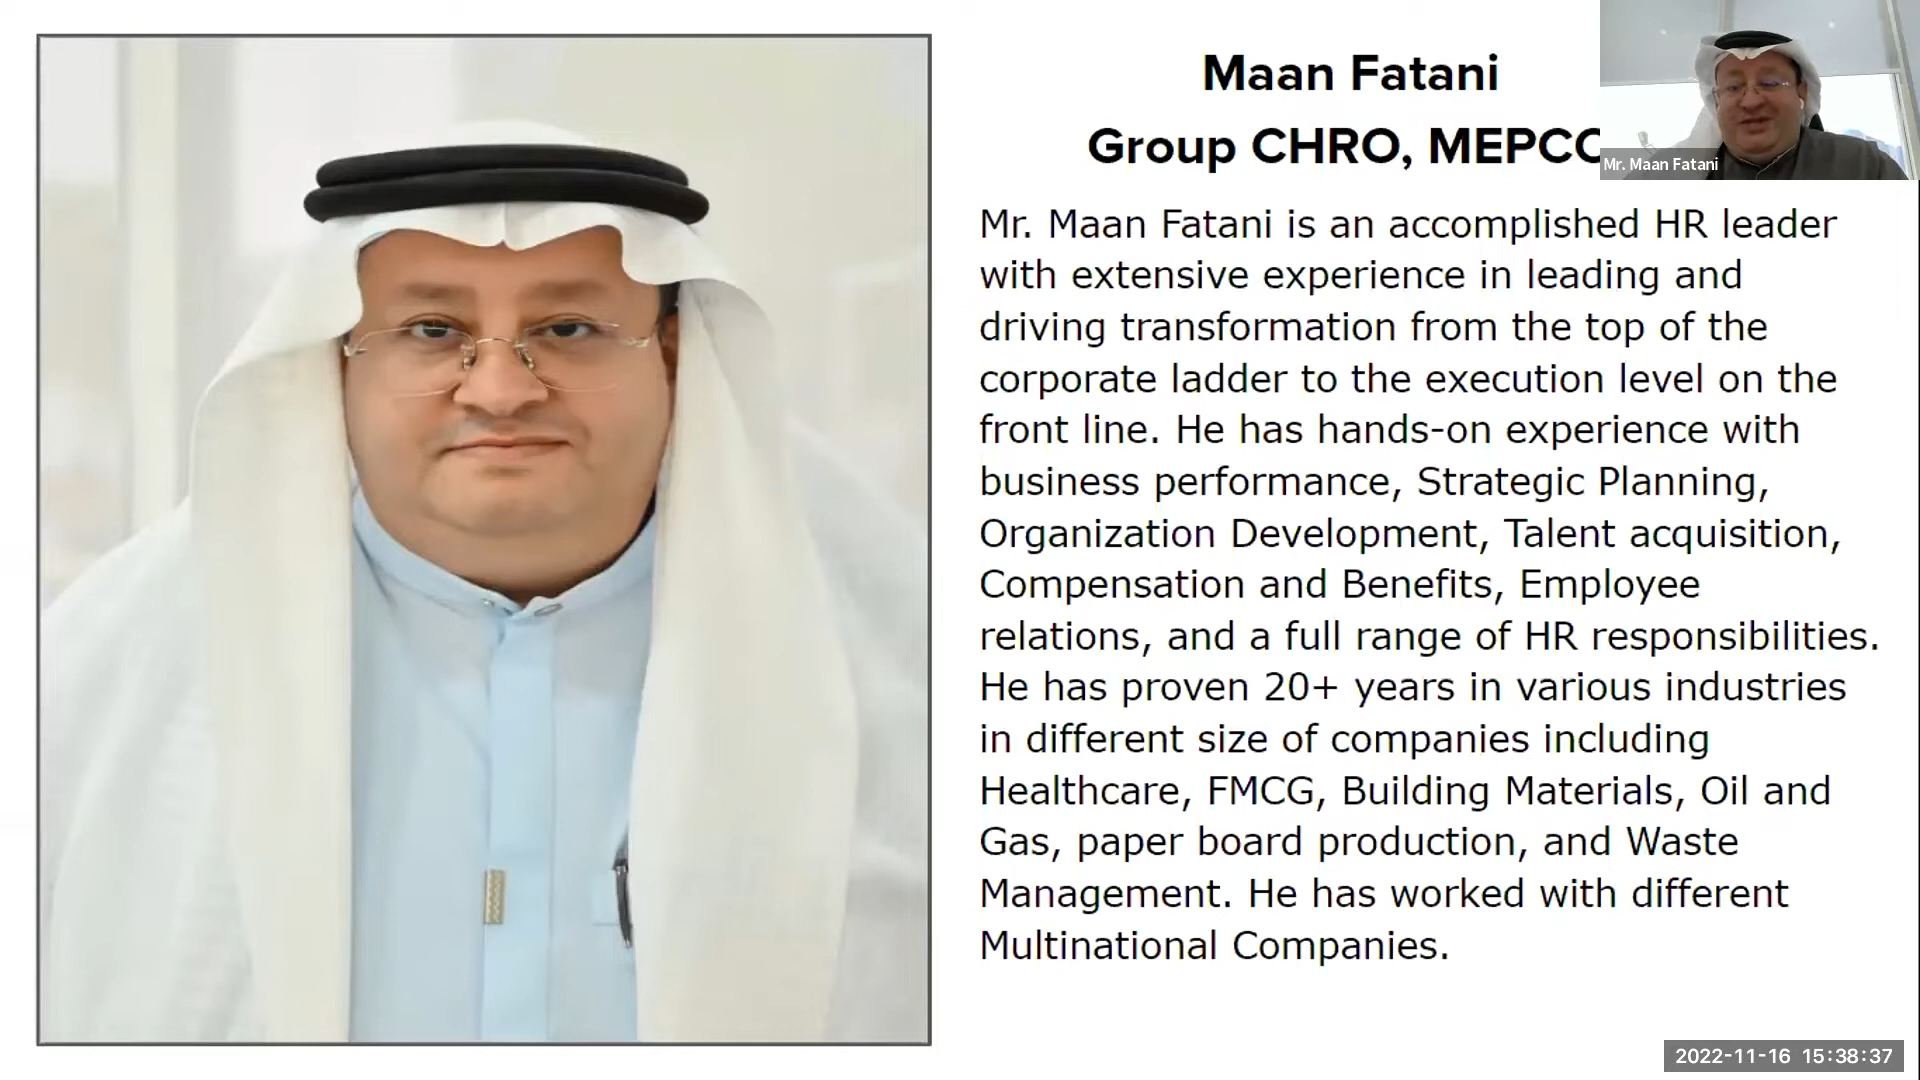 Maan Fatani
Group CHRO, MEPCO
Mr. Maan Fatani
Mr. Maan Fatani is an accomplished HR leader
with extensive experience in leading and
driving transformation from the top of the
corporate ladder to the execution level on the
front line. He has hands-on experience with
business performance, Strategic Planning,
Organization Development, Talent acquisition,
Compensation and Benefits, Employee
relations, and a full range of HR responsibilities.
He has proven 20+ years in various industries
in different size of companies including
Healthcare, FMCG, Building Materials, Oil and
Gas, paper board production, and Waste
Management. He has worked with different
Multinational Companies.
2022-11-16 15:38:37